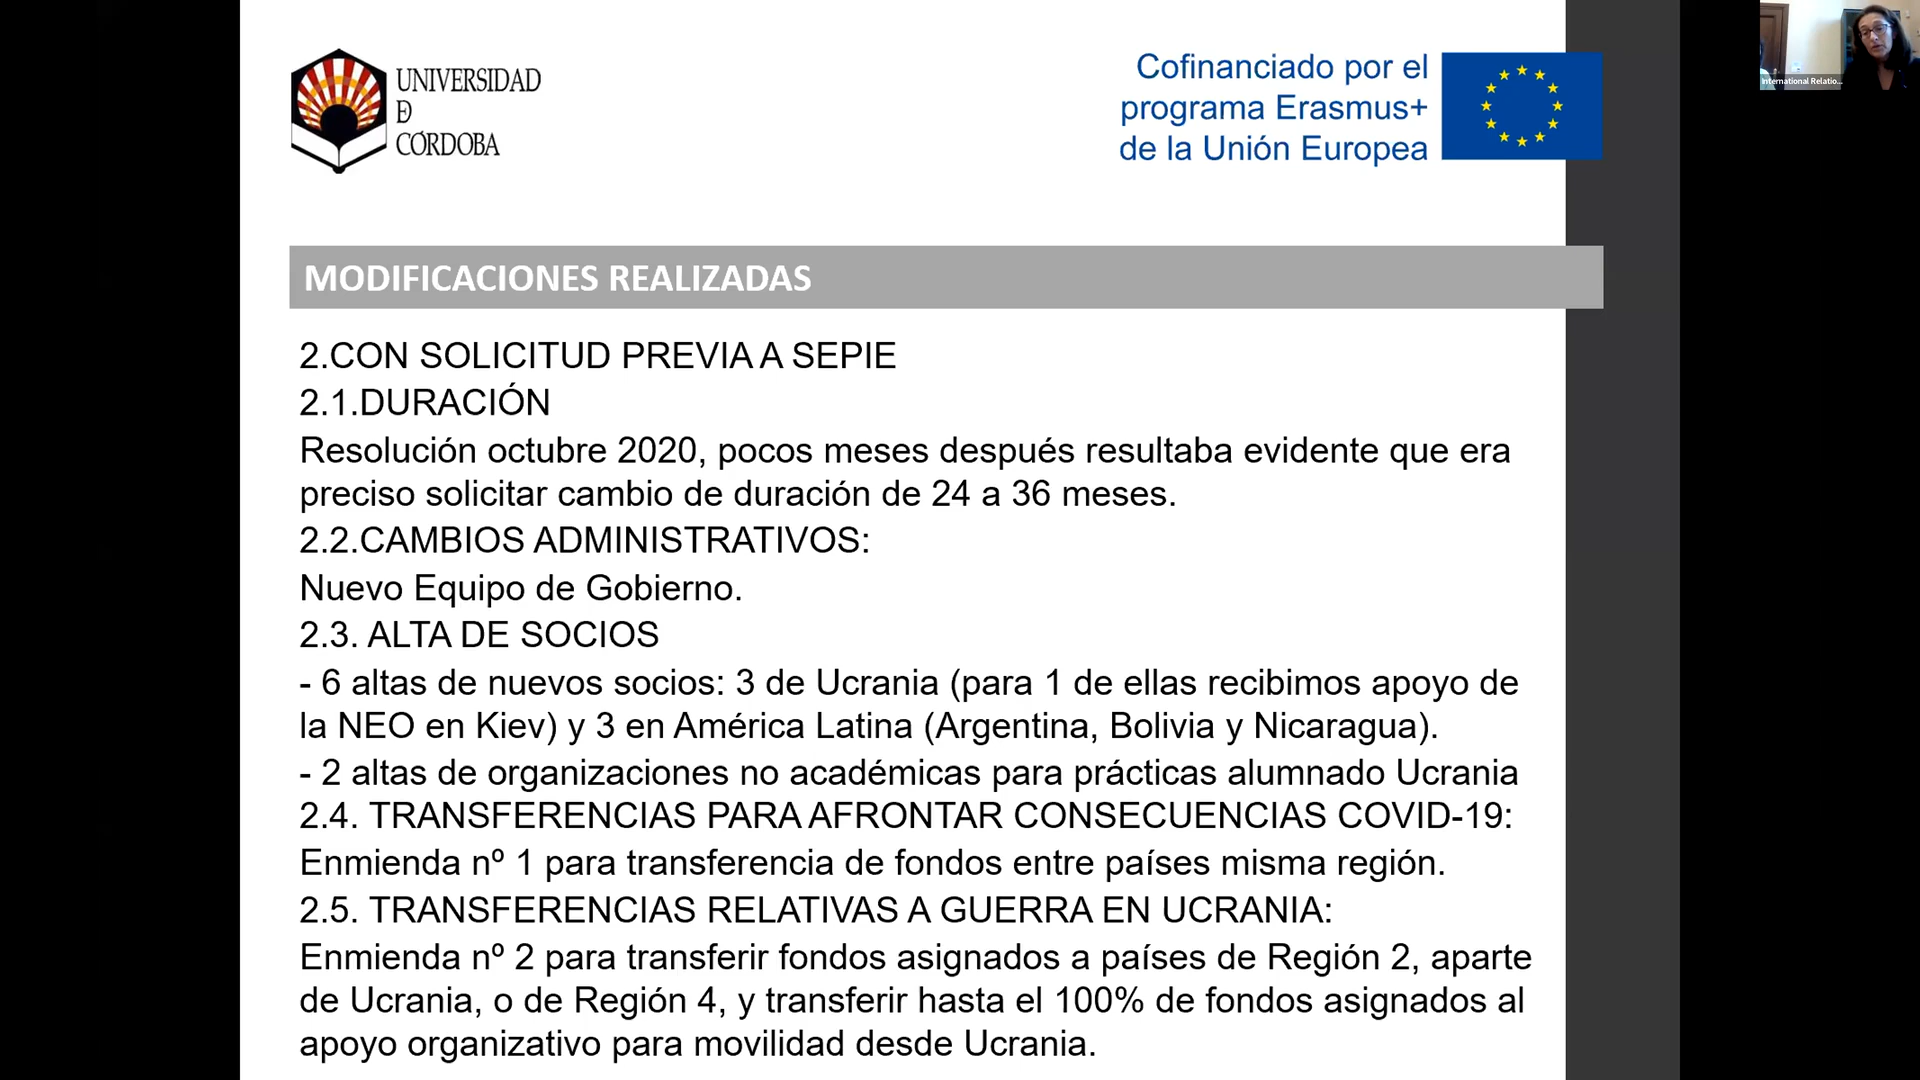 UNIVERSIDAD
D
CÓRDOBA
Cofinanciado por el
programa Erasmus+
de la Unión Europea
International Relatio...
MODIFICACIONES REALIZADAS
2.CON SOLICITUD PREVIA A SEPIE
2.1.DURACIÓN
Resolución octubre 2020, pocos meses después resultaba evidente que era
preciso solicitar cambio de duración de 24 a 36 meses.
2.2.CAMBIOS ADMINISTRATIVOS:
Nuevo Equipo de Gobierno.
2.3. ALTA DE SOCIOS
- 6 altas de nuevos socios: 3 de Ucrania (para 1 de ellas recibimos apoyo de
la NEO en Kiev) y 3 en América Latina (Argentina, Bolivia y Nicaragua).
- 2 altas de organizaciones no académicas para prácticas alumnado Ucrania
2.4. TRANSFERENCIAS PARA AFRONTAR CONSECUENCIAS COVID-19:
Enmienda nº 1 para transferencia de fondos entre países misma región.
2.5. TRANSFERENCIAS RELATIVAS A GUERRA EN UCRANIA:
Enmienda nº 2 para transferir fondos asignados a países de Región 2, aparte
de Ucrania, o de Región 4, y transferir hasta el 100% de fondos asignados al
apoyo organizativo para movilidad desde Ucrania.